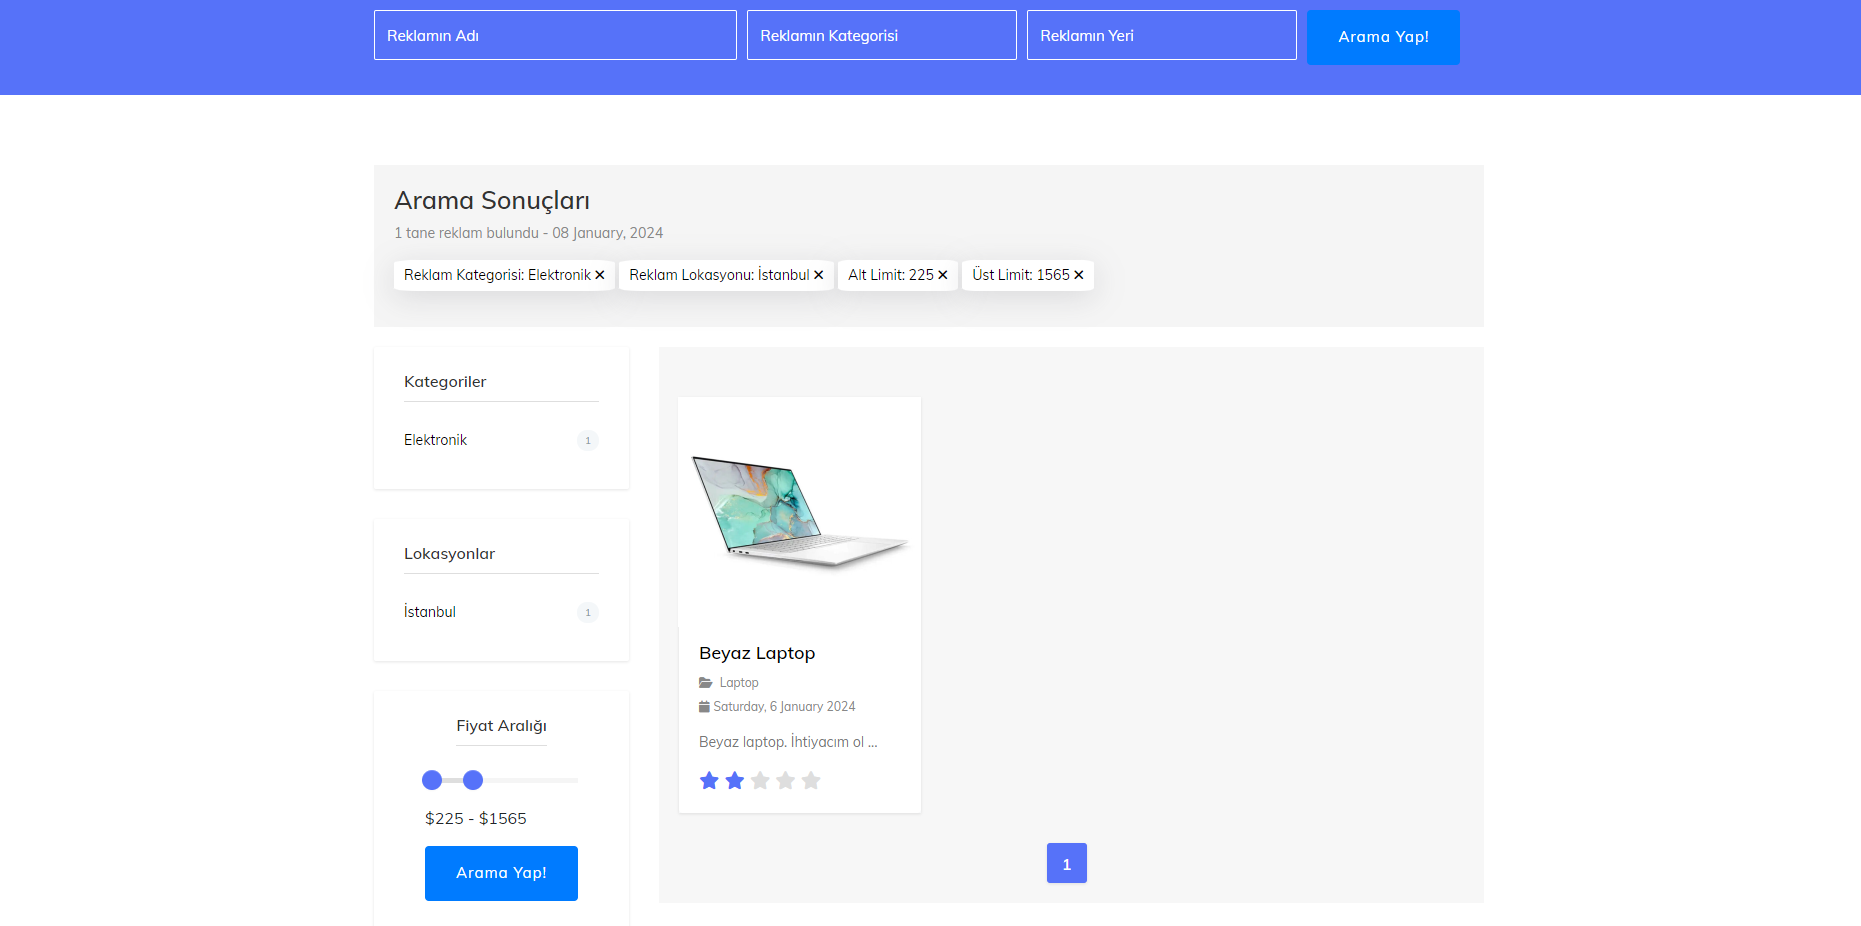 Reklamın Adı
Reklamın Kategorisi
Reklamın Yeri
Arama Yap!
Arama Sonuçları
1 tane reklam bulundu - 08 January, 2024
Reklam Kategorisi: Elektronik ✕
Reklam Lokasyonu: İstanbul ✕
Alt Limit: 225 ✕
Üst Limit: 1565 ✕
Kategoriler
Elektronik 1
Lokasyonlar
İstanbul 1
Fiyat Aralığı
$225 - $1565
Arama Yap!
Beyaz Laptop
Laptop
Saturday, 6 January 2024
Beyaz laptop. İhtiyacım ol ...
1